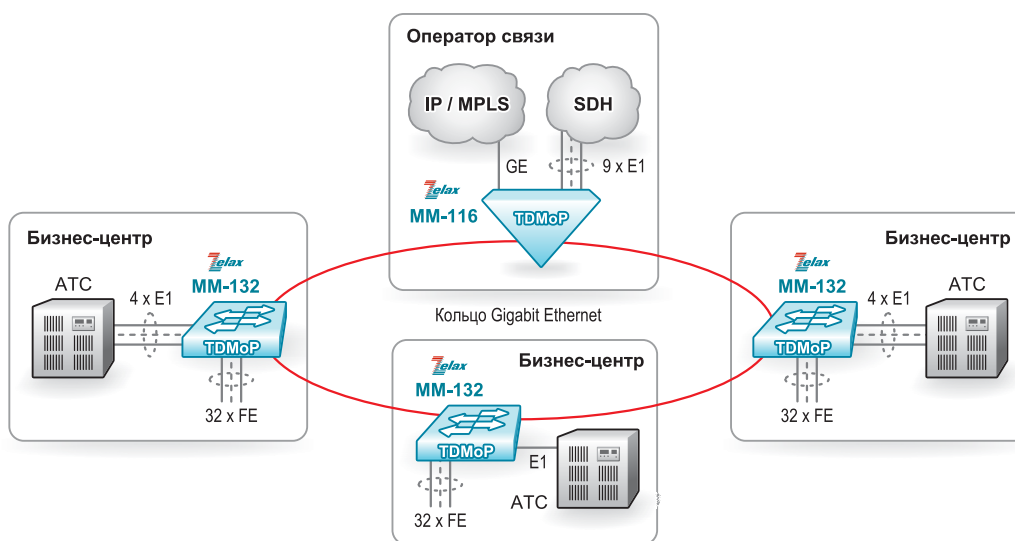 Оператор связи
IP / MPLS
SDH
GE
9 x E1
Zelax
MM-116
TDMoP
Бизнес-центр
Zelax
АТС
MM-132
4 x E1
TDMoP
32 x FE
Кольцо Gigabit Ethernet
Бизнес-центр
Zelax
MM-132
4 x E1
АТС
TDMoP
32 x FE
Бизнес-центр
Zelax
MM-132
TDMoP
E1
АТС
32 x FE